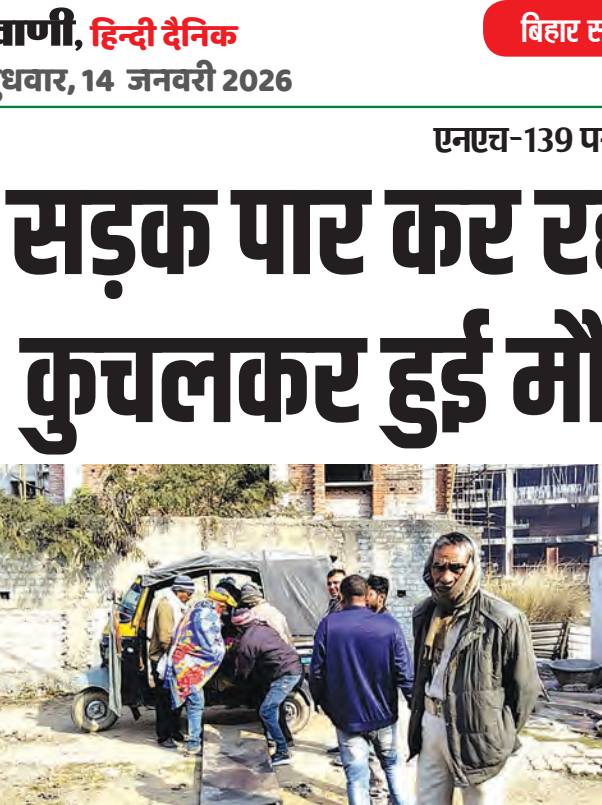 वाणी, हिन्दी दैनिक
बुधवार, 14 जनवरी 2026
बिहार
एनएच-139
सड़क पार कर
कुचलकर हुई